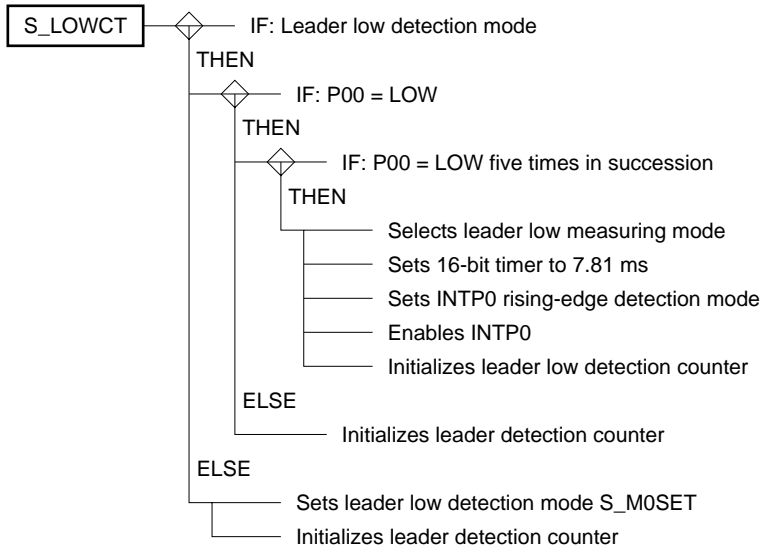 S_LOWCT
IF: Leader low detection mode
THEN
IF: P00 = LOW
THEN
IF: P00 = LOW five times in succession
THEN
Selects leader low measuring mode
Sets 16-bit timer to 7.81 ms
Sets INTP0 rising-edge detection mode
Enables INTP0
Initializes leader low detection counter
ELSE
Initializes leader detection counter
ELSE
Sets leader low detection mode S_M0SET
Initializes leader detection counter